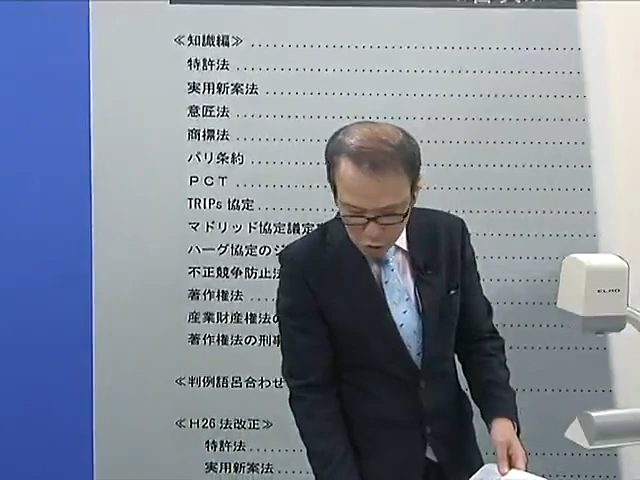 ≪知識編≫
特許法
実用新案法
意匠法
商標法
パリ条約
PCT
TRIPs 協定
マドリッド協定議定
ハーグ協定のジ
不正競争防止法
著作権法
産業財産権法の
著作権法の刑事
≪判例語呂合わせ
≪H26 法改正≫
特許法
実用新案法
ELMO